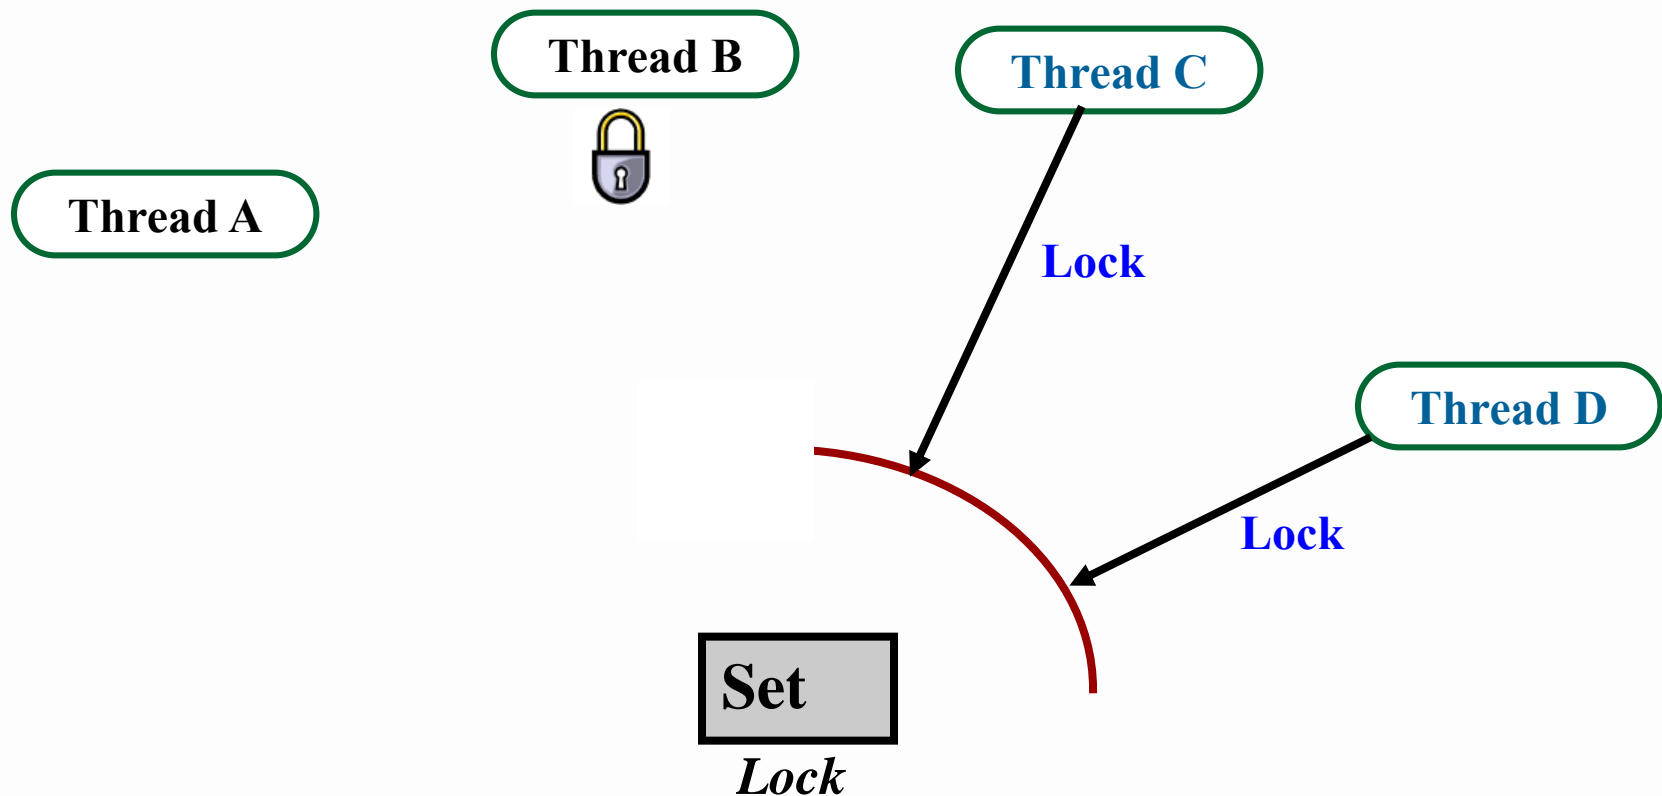 Thread B
Thread C
Thread A
Lock
Thread D
Lock
Set
Lock